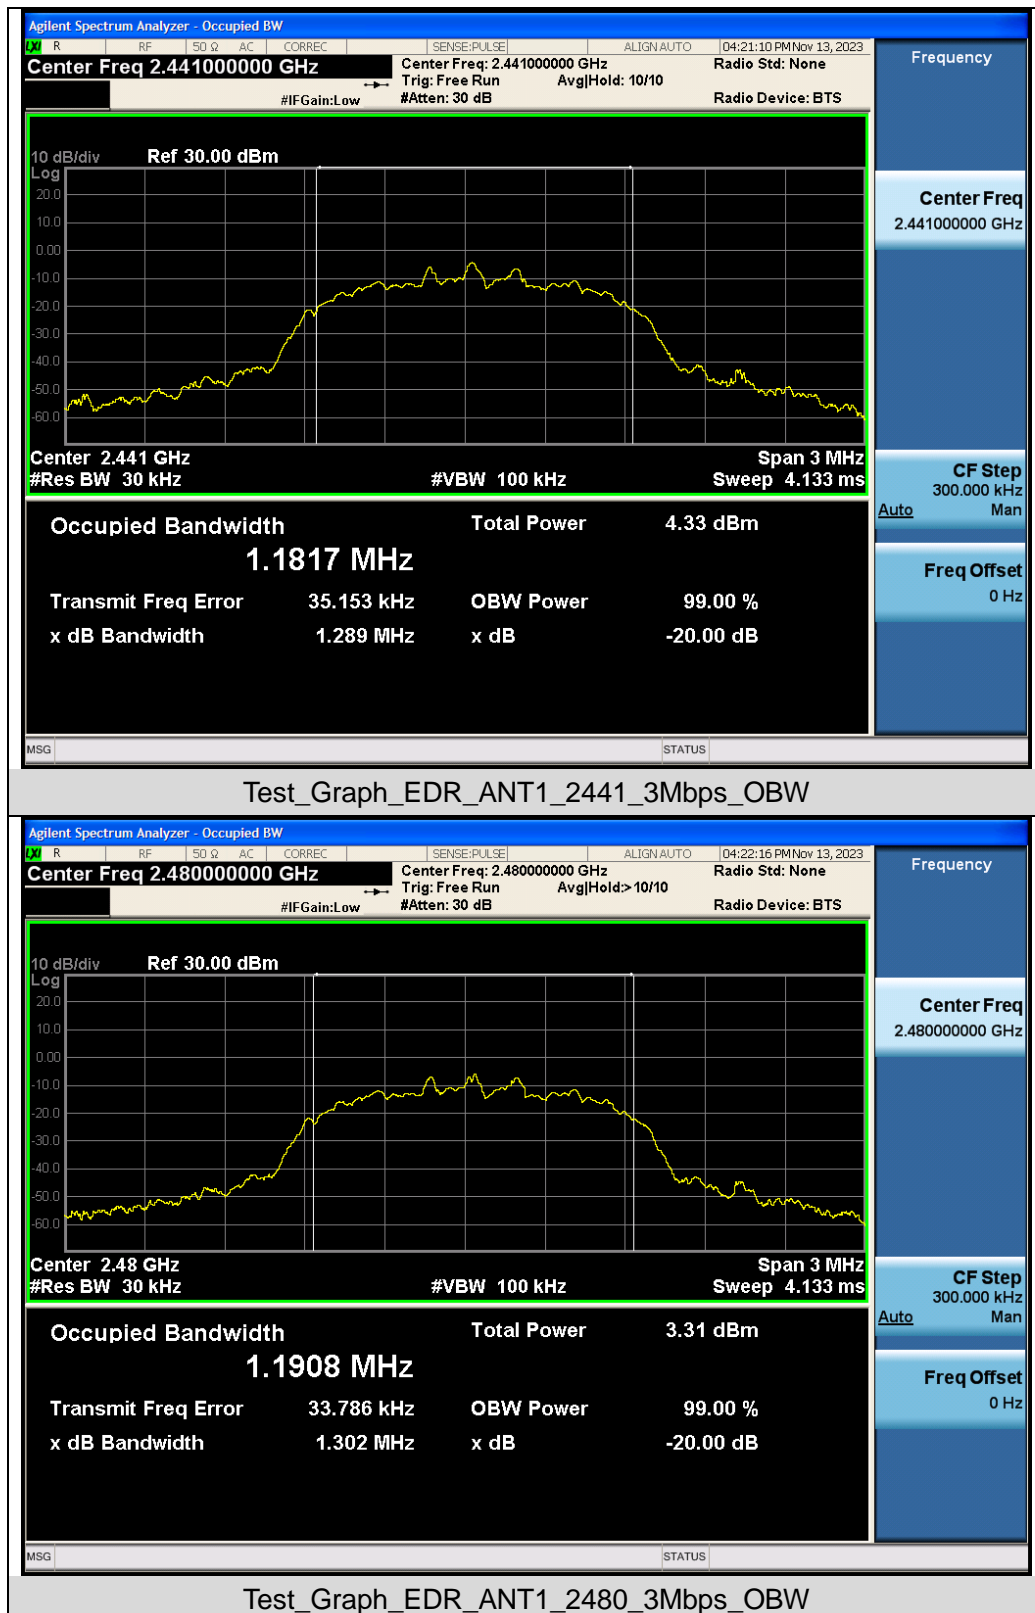 Agilent Spectrum Analyzer - Occupied BW
LXI R RF 50 Ω AC CORREC SENSE:PULSE ALIGN AUTO 04:21:10 PM Nov 13, 2023
Center Freq 2.441000000 GHz
Center Freq: 2.441000000 GHz
Radio Std: None
Trig: Free Run Avg|Hold: 10/10
#IFGain:Low
#Atten: 30 dB
Radio Device: BTS
10 dB/div Ref 30.00 dBm
Log
20.0
10.0
0.00
-10.0
-20.0
-30.0
-40.0
-50.0
-60.0
Center 2.441 GHz Span 3 MHz
#Res BW 30 kHz #VBW 100 kHz Sweep 4.133 ms
Occupied Bandwidth Total Power 4.33 dBm
1.1817 MHz
Transmit Freq Error 35.153 kHz OBW Power 99.00 %
x dB Bandwidth 1.289 MHz x dB -20.00 dB
MSG STATUS
Frequency
Center Freq
2.441000000 GHz
CF Step
300.000 kHz
Auto Man
Freq Offset
0 Hz
Test_Graph_EDR_ANT1_2441_3Mbps_OBW
Agilent Spectrum Analyzer - Occupied BW
LXI R RF 50 Ω AC CORREC SENSE:PULSE ALIGN AUTO 04:22:16 PM Nov 13, 2023
Center Freq 2.480000000 GHz
Center Freq: 2.480000000 GHz
Radio Std: None
Trig: Free Run Avg|Hold:> 10/10
#IFGain:Low
#Atten: 30 dB
Radio Device: BTS
10 dB/div Ref 30.00 dBm
Log
20.0
10.0
0.00
-10.0
-20.0
-30.0
-40.0
-50.0
-60.0
Center 2.48 GHz Span 3 MHz
#Res BW 30 kHz #VBW 100 kHz Sweep 4.133 ms
Occupied Bandwidth Total Power 3.31 dBm
1.1908 MHz
Transmit Freq Error 33.786 kHz OBW Power 99.00 %
x dB Bandwidth 1.302 MHz x dB -20.00 dB
MSG STATUS
Frequency
Center Freq
2.480000000 GHz
CF Step
300.000 kHz
Auto Man
Freq Offset
0 Hz
Test_Graph_EDR_ANT1_2480_3Mbps_OBW